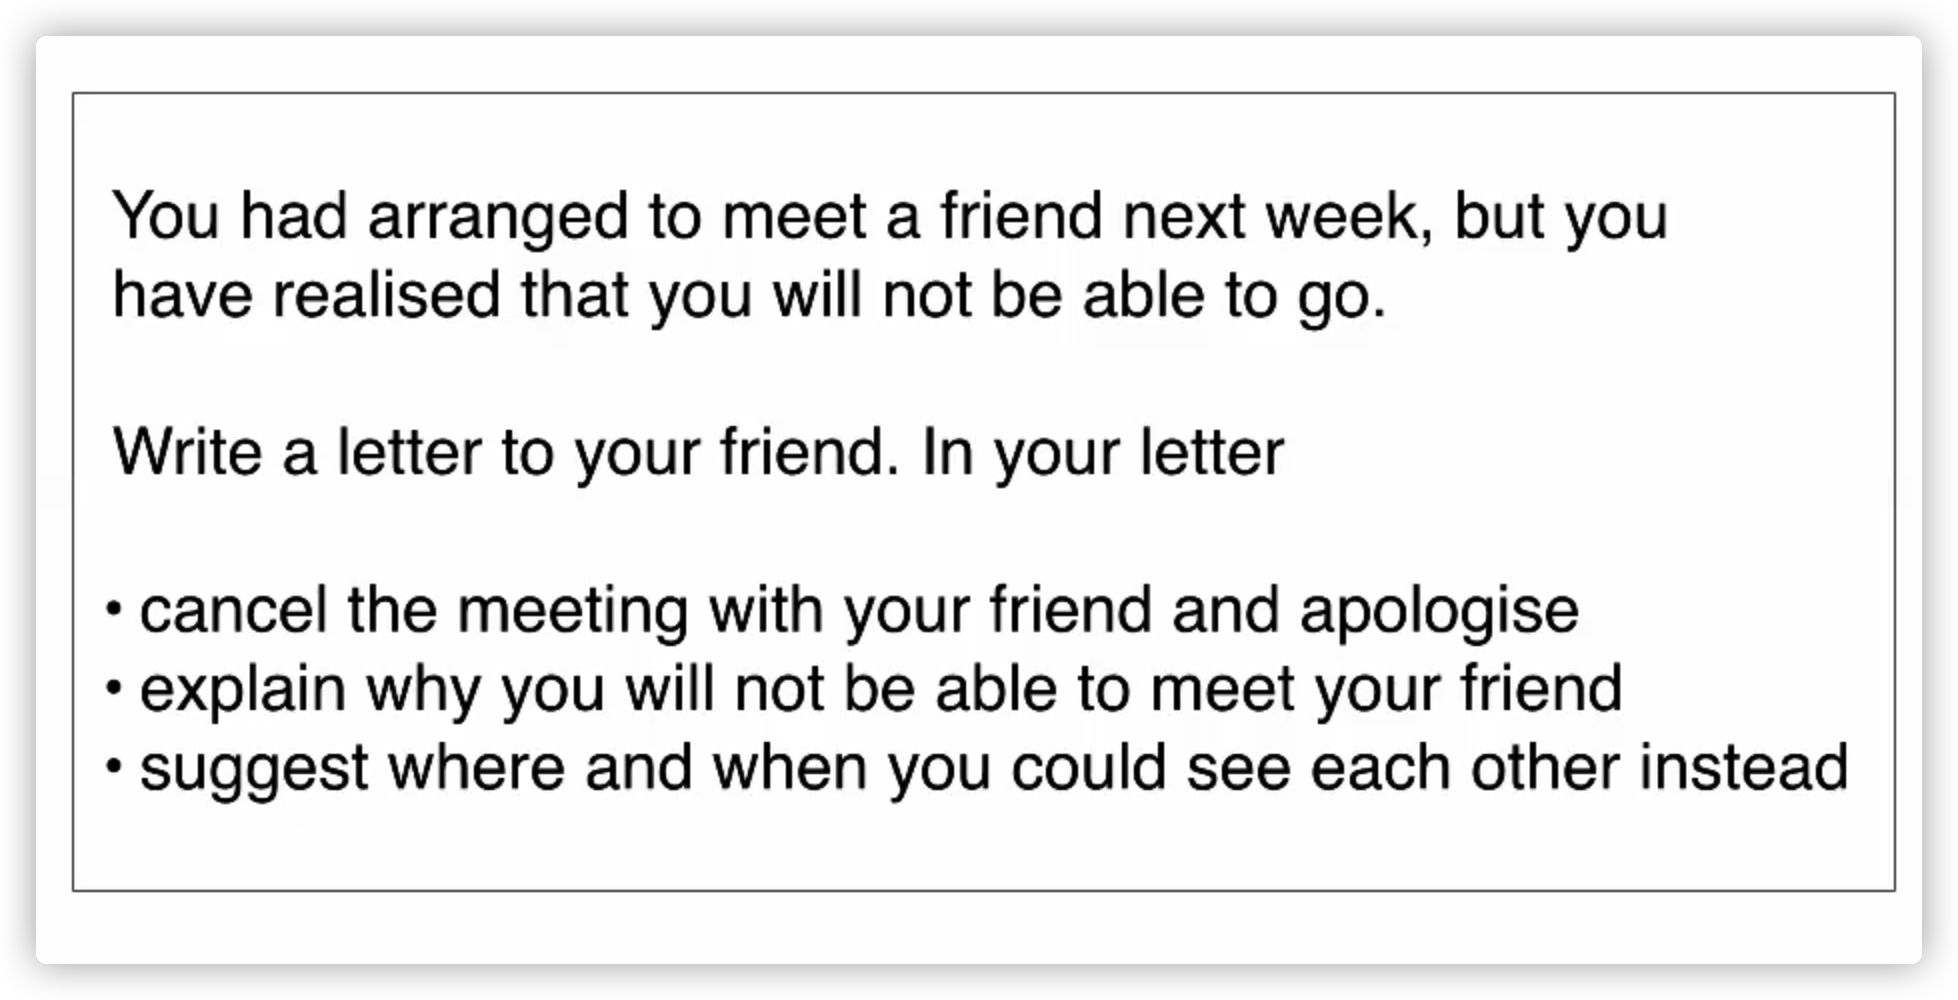 You had arranged to meet a friend next week, but you
have realised that you will not be able to go.
Write a letter to your friend. In your letter
• cancel the meeting with your friend and apologise
• explain why you will not be able to meet your friend
• suggest where and when you could see each other instead